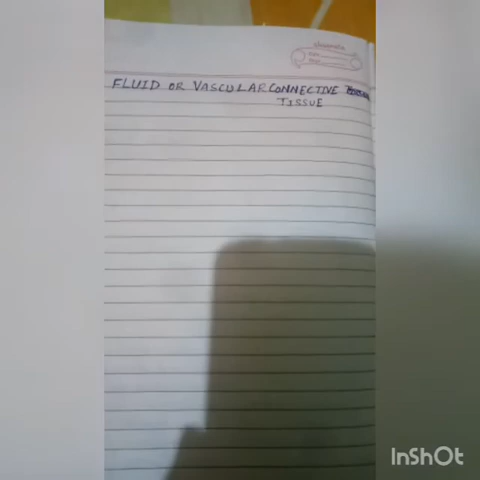 FLUID OR VASCULAR CONNECTIVE
TISSUE
InShOt